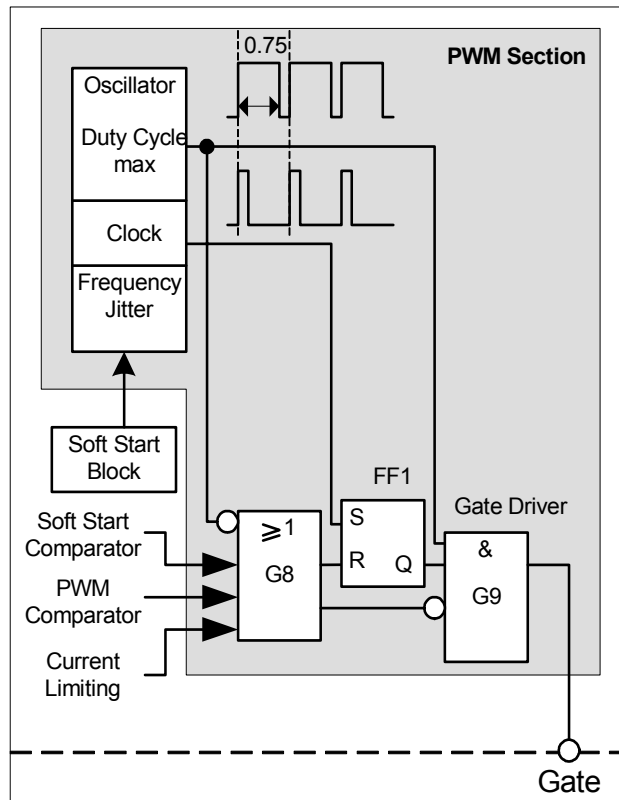 0.75
PWM Section
Oscillator
Duty Cycle
max
Clock
Frequency
Jitter
Soft Start
Block
FF1
Gate Driver
Soft Start
Comparator
PWM
Comparator
Current
Limiting
⩾1
G8
S
R
Q
&
G9
Gate